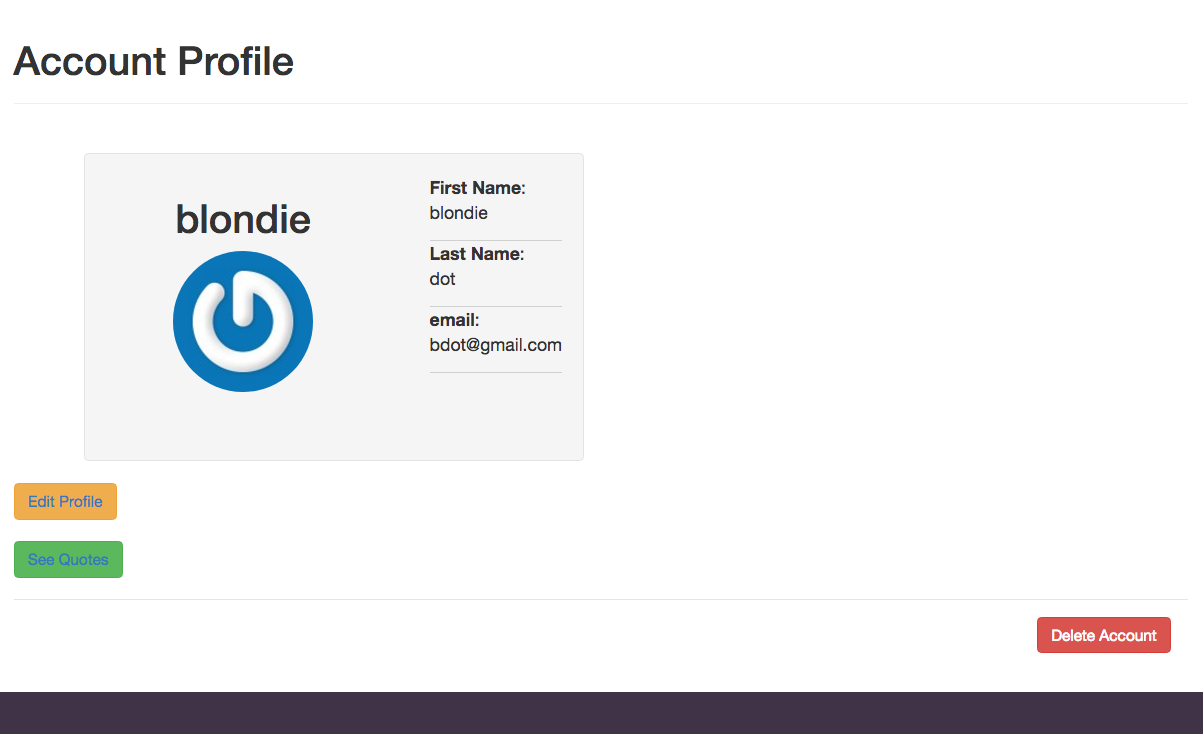 Account Profile
blondie
First Name:
blondie
Last Name:
dot
email:
bdot@gmail.com
Edit Profile
See Quotes
Delete Account